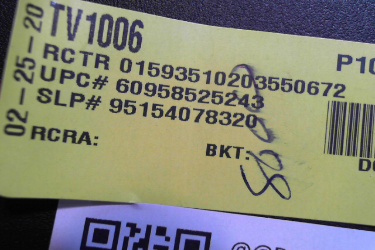 02-25-20
TV1006
P10
RCTR 01593510203550672
UPC# 60958525243
SLP# 95154078320
RCRA:
BKT: